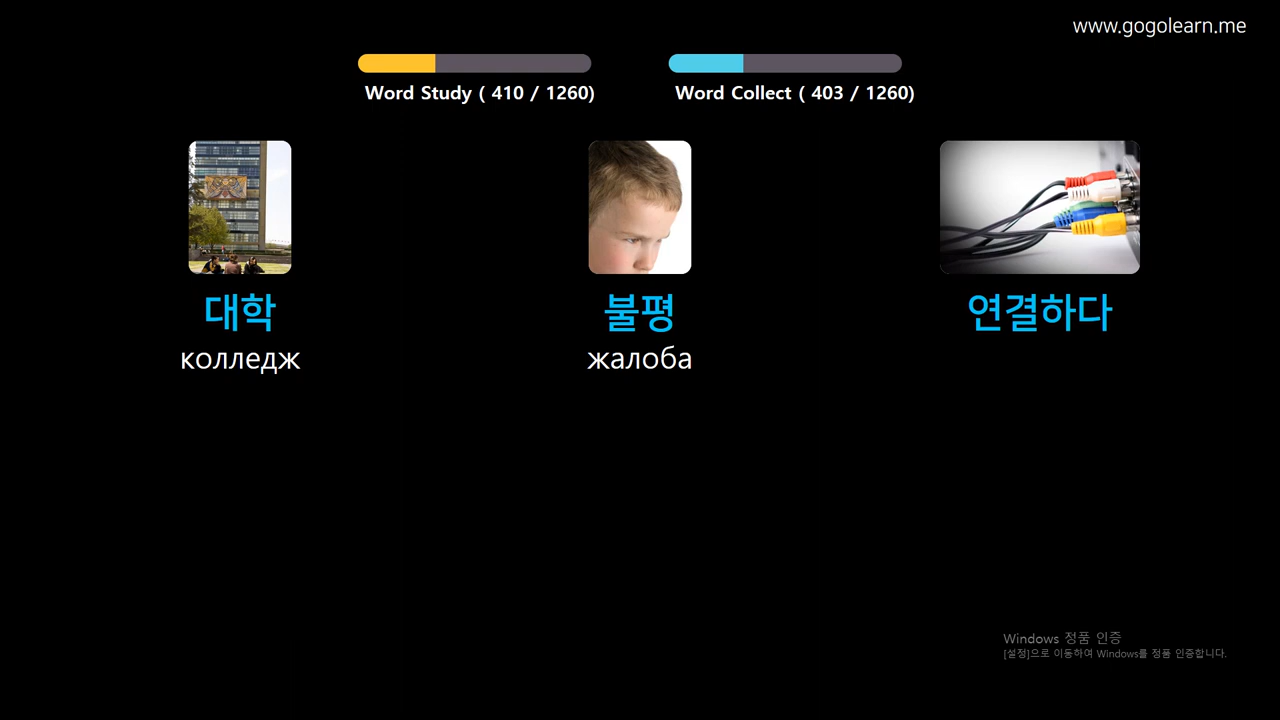 www.gogolearn.me
Word Study ( 410 / 1260)
Word Collect ( 403 / 1260)
대학
불평
연결하다
колледж
жалоба
Windows 정품 인증
[설정]으로 이동하여 Windows를 정품 인증합니다.